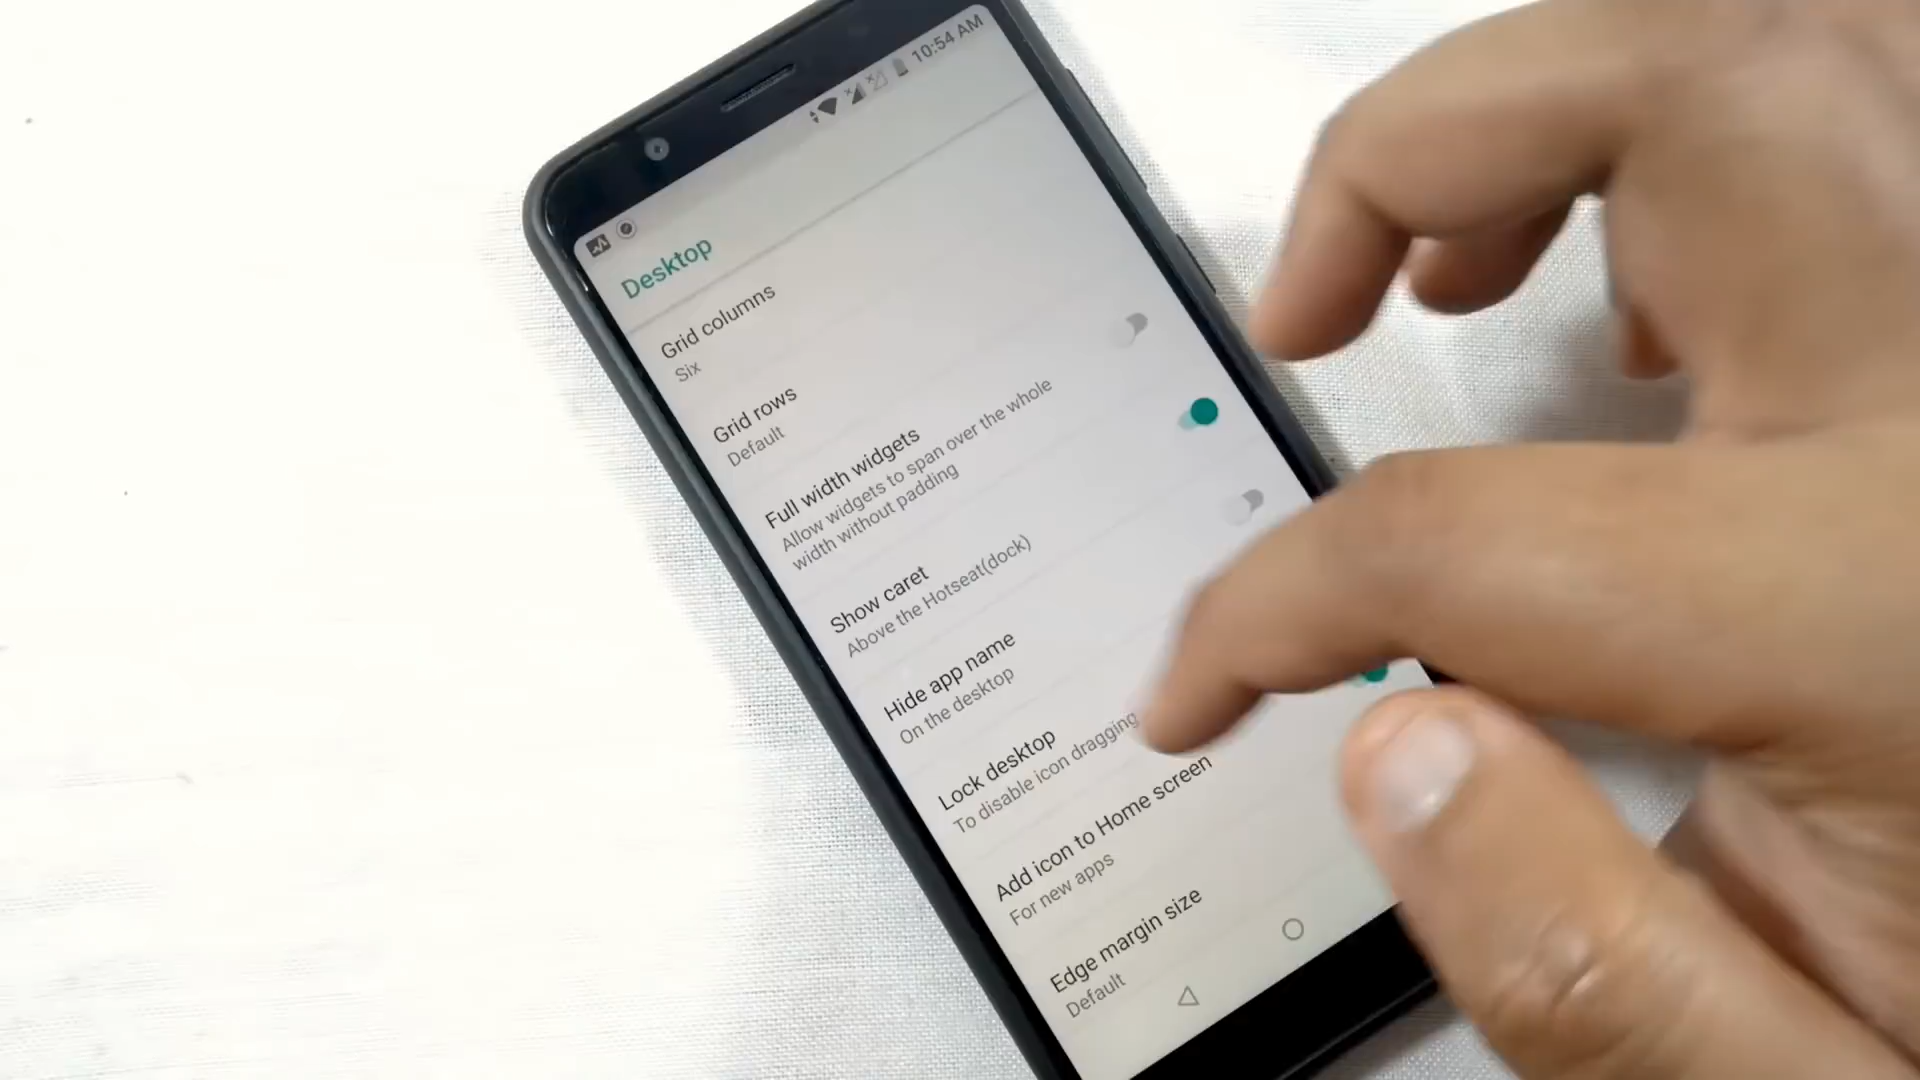 10:54 AM
Desktop
Grid columns
Six
Grid rows
Default
Full width widgets
Allow widgets to span over the whole
width without padding
Show caret
Above the Hotseat(dock)
Hide app name
On the desktop
Lock desktop
To disable icon dragging
Add icon to Home screen
For new apps
Edge margin size
Default